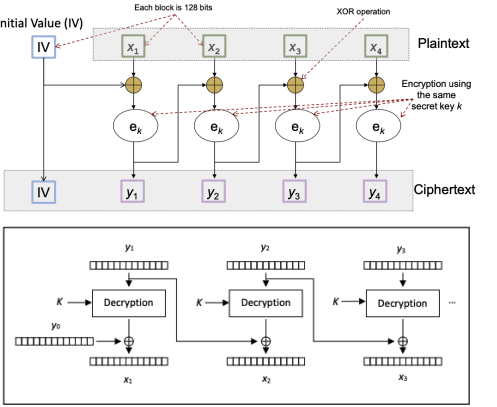 Each block is 128 bits
XOR operation
nitial Value (IV)
IV
x1
x2
x3
x4
Plaintext
Encryption using
the same
secret key k
ek
ek
ek
ek
IV
y1
y2
y3
y4
Ciphertext
y1
y2
y3
K
Decryption
K
Decryption
K
Decryption
...
y0
x1
x2
x3